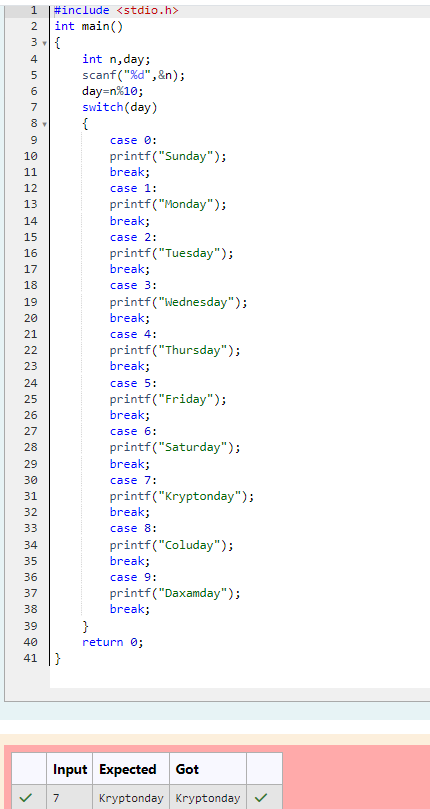 1 #include <stdio.h>
2 int main()
3 {
4 int n,day;
5 scanf("%d",&n);
6 day=n%10;
7 switch(day)
8 {
9 case 0:
10 printf("Sunday");
11 break;
12 case 1:
13 printf("Monday");
14 break;
15 case 2:
16 printf("Tuesday");
17 break;
18 case 3:
19 printf("Wednesday");
20 break;
21 case 4:
22 printf("Thursday");
23 break;
24 case 5:
25 printf("Friday");
26 break;
27 case 6:
28 printf("Saturday");
29 break;
30 case 7:
31 printf("Kryptonday");
32 break;
33 case 8:
34 printf("Coluday");
35 break;
36 case 9:
37 printf("Daxamday");
38 break;
39 }
40 return 0;
41 }
Input Expected Got
7 Kryptonday Kryptonday